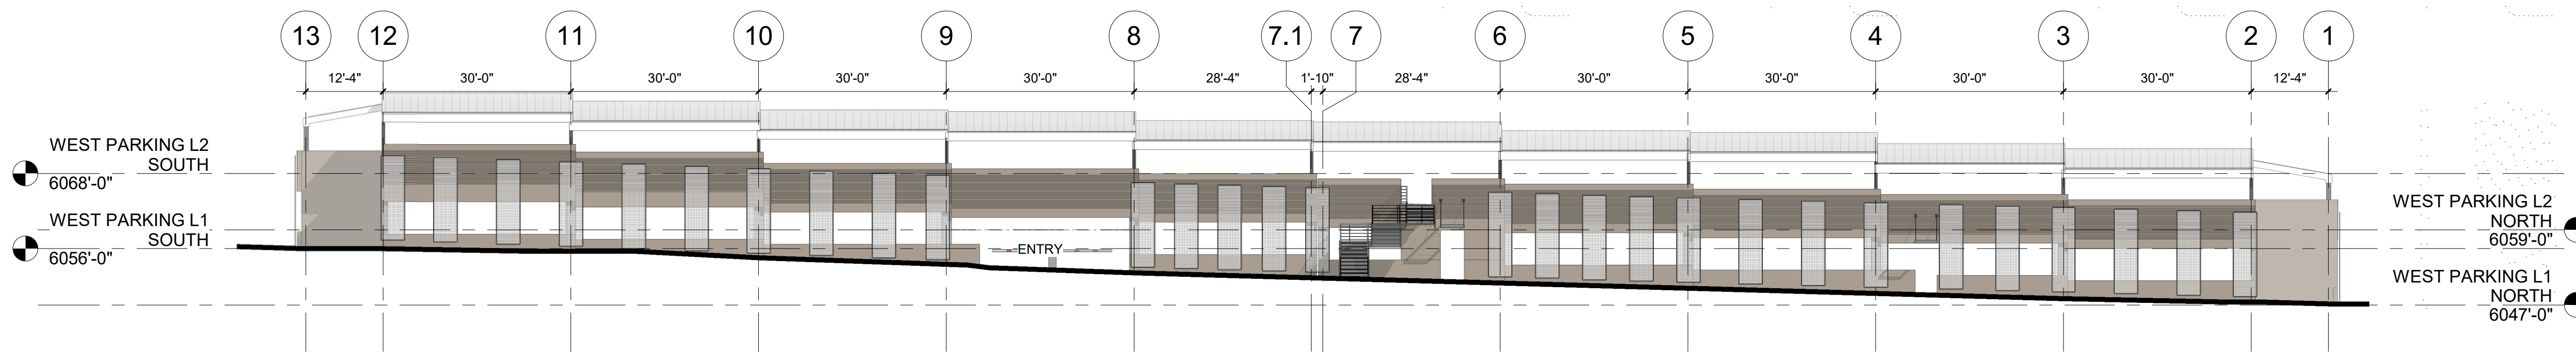 13 12 11 10 9 8 7.1 7 6 5 4 3 2 1
12'-4" 30'-0" 30'-0" 30'-0" 30'-0" 28'-4" 1'-10" 28'-4" 30'-0" 30'-0" 30'-0" 30'-0" 12'-4"
WEST PARKING L2
SOUTH
6068'-0"
WEST PARKING L1
SOUTH
6056'-0"
ENTRY
WEST PARKING L2
NORTH
6059'-0"
WEST PARKING L1
NORTH
6047'-0"